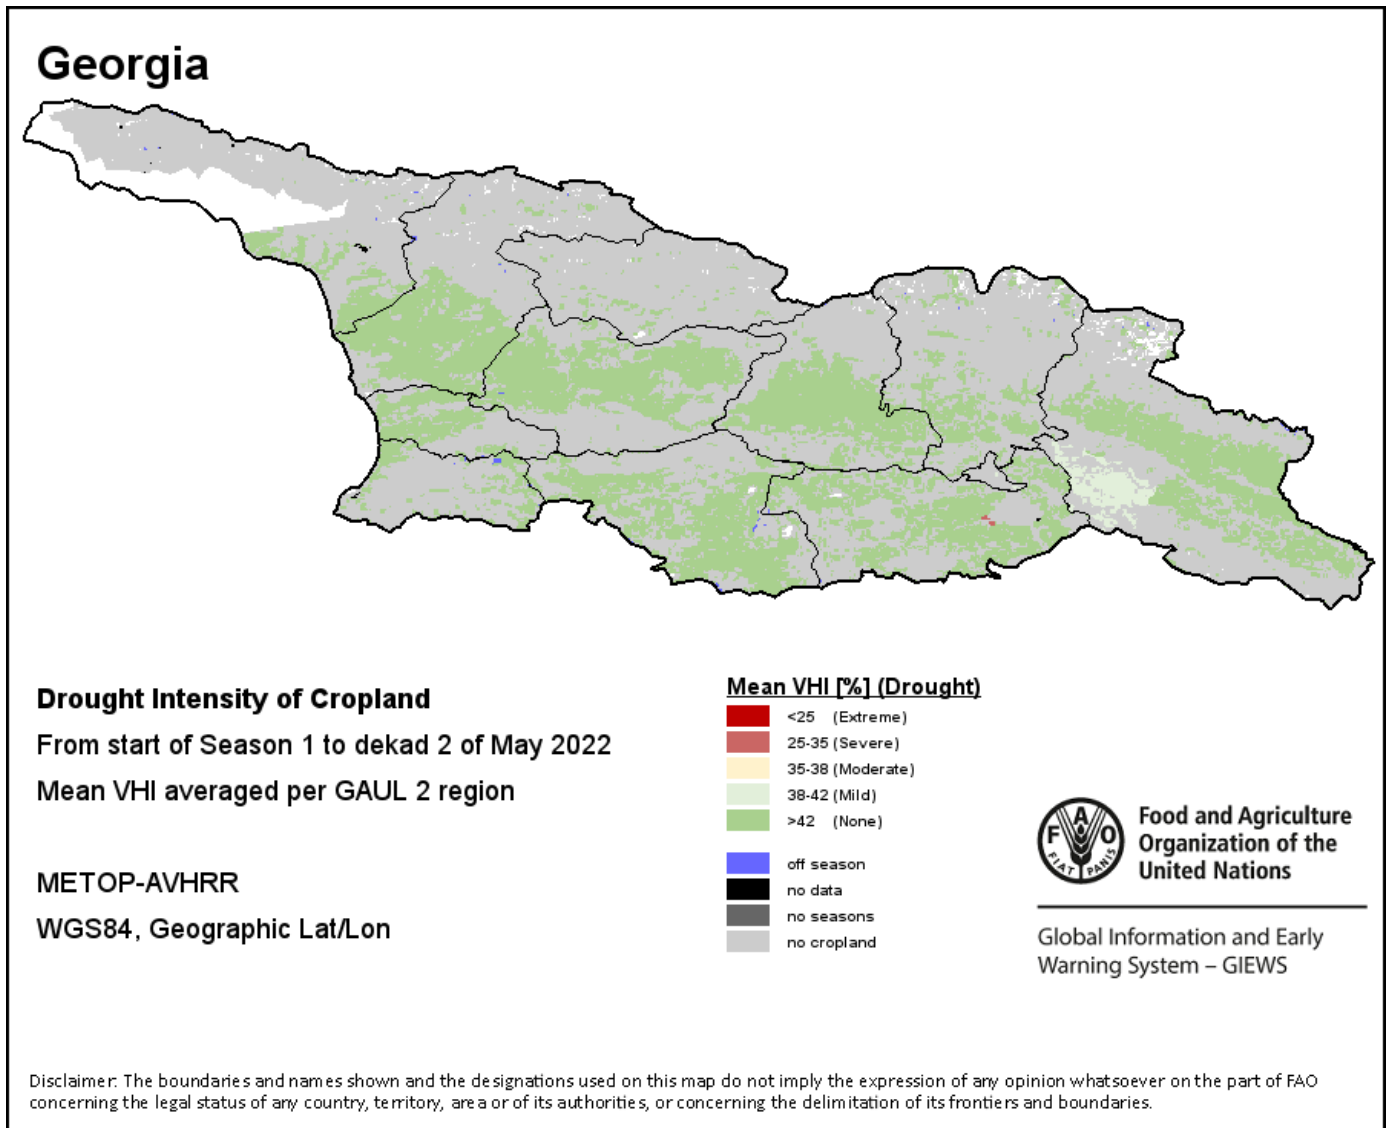 Georgia
Drought Intensity of Cropland
From start of Season 1 to dekad 2 of May 2022
Mean VHI averaged per GAUL 2 region
METOP-AVHRR
WGS84, Geographic Lat/Lon
Mean VHI [%] (Drought)
<25 (Extreme)
25-35 (Severe)
35-38 (Moderate)
38-42 (Mild)
>42 (None)
off season
no data
no seasons
no cropland
F A O
FIAT PANIS
Food and Agriculture
Organization of the
United Nations
Global Information and Early
Warning System – GIEWS
Disclaimer: The boundaries and names shown and the designations used on this map do not imply the expression of any opinion whatsoever on the part of FAO
concerning the legal status of any country, territory, area or of its authorities, or concerning the delimitation of its frontiers and boundaries.